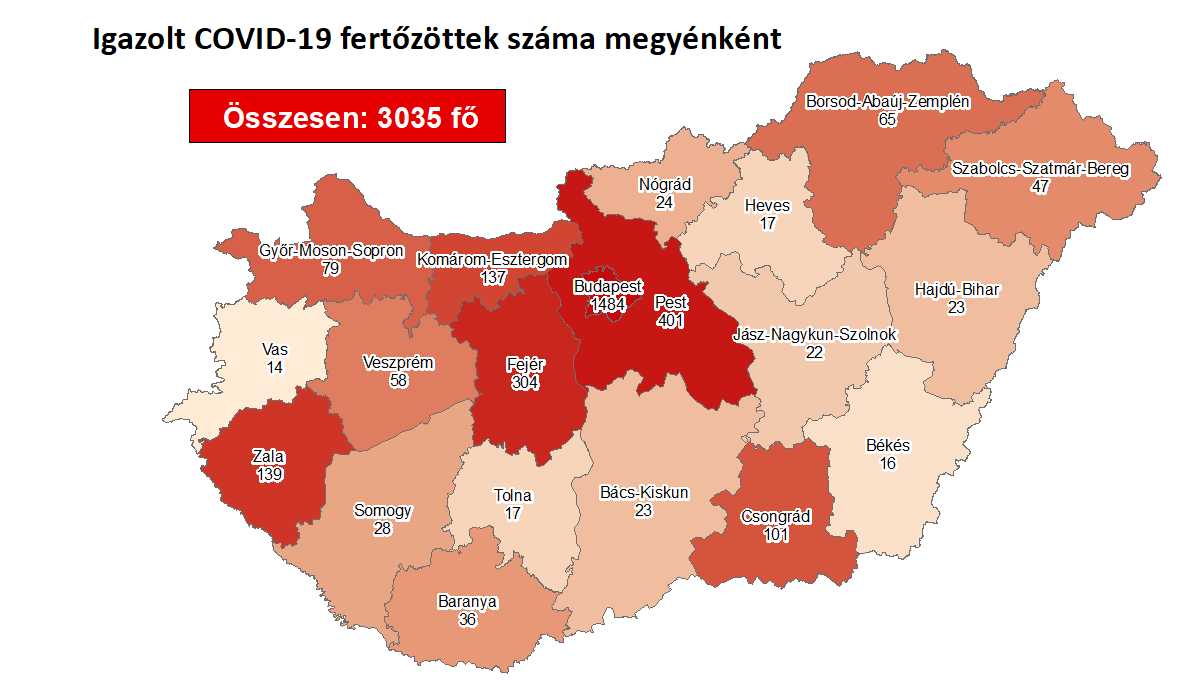 Igazolt COVID-19 fertőzöttek száma megyénként
Összesen: 3035 fő
Borsod-Abaúj-Zemplén
65
Szabolcs-Szatmár-Bereg
47
Nógrád
24
Heves
17
Győr-Moson-Sopron
79
Komárom-Esztergom
137
Budapest
1484
Pest
401
Hajdú-Bihar
23
Jász-Nagykun-Szolnok
22
Vas
14
Veszprém
58
Fejér
304
Békés
16
Zala
139
Somogy
28
Tolna
17
Bács-Kiskun
23
Csongrád
101
Baranya
36